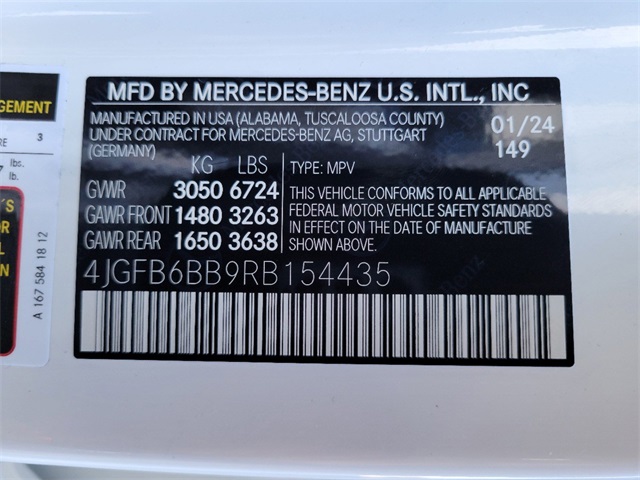 MFD BY MERCEDES-BENZ U.S. INTL., INC
MANUFACTURED IN USA (ALABAMA, TUSCALOOSA COUNTY)
UNDER CONTRACT FOR MERCEDES-BENZ AG, STUTTGART
(GERMANY)
01/24
149
KG LBS
GVWR 3050 6724
GAWR FRONT 1480 3263
GAWR REAR 1650 3638
TYPE: MPV
THIS VEHICLE CONFORMS TO ALL APPLICABLE
FEDERAL MOTOR VEHICLE SAFETY STANDARDS
IN EFFECT ON THE DATE OF MANUFACTURE
SHOWN ABOVE.
4JGFB6BB9RB154435
GEMENT
3
lbs.
lb.
A 167 584 18 12